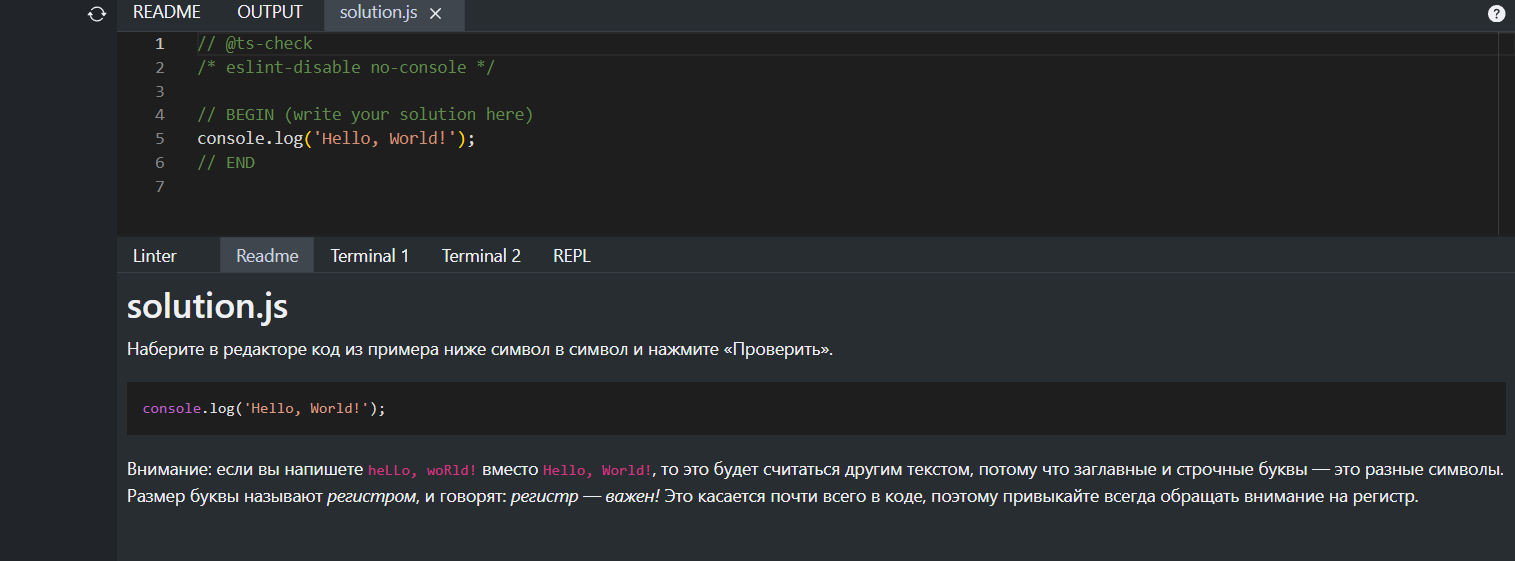 README OUTPUT solution.js
1 // @ts-check
2 /* eslint-disable no-console */
3
4 // BEGIN (write your solution here)
5 console.log('Hello, World!');
6 // END
7
Linter Readme Terminal 1 Terminal 2 REPL
solution.js
Наберите в редакторе код из примера ниже символ в символ и нажмите «Проверить».
console.log('Hello, World!');
Внимание: если вы напишете heLLo, woRld! вместо Hello, World!, то это будет считаться другим текстом, потому что заглавные и строчные буквы — это разные символы.
Размер буквы называют регистром, и говорят: регистр — важен! Это касается почти всего в коде, поэтому привыкайте всегда обращать внимание на регистр.